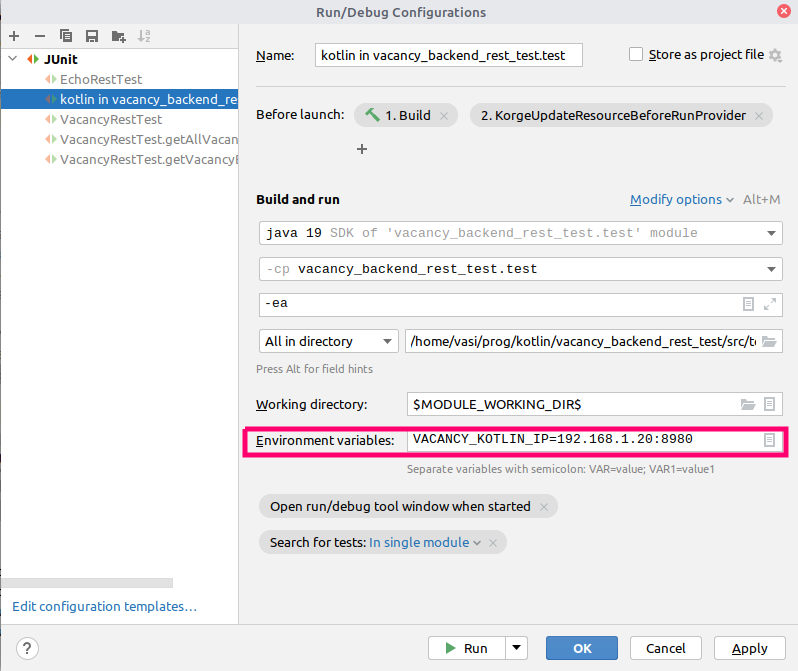 Run/Debug Configurations
JUnit
EchoRestTest
kotlin in vacancy_backend_re
VacancyRestTest
VacancyRestTest.getAllVacan
VacancyRestTest.getVacancyE
Edit configuration templates...
Name: kotlin in vacancy_backend_rest_test.test Store as project file
Before launch: 1. Build 2. KorgeUpdateResourceBeforeRunProvider
Build and run Modify options Alt+M
java 19 SDK of 'vacancy_backend_rest_test.test' module
-cp vacancy_backend_rest_test.test
-ea
All in directory /home/vasi/prog/kotlin/vacancy_backend_rest_test/src/te
Press Alt for field hints
Working directory: $MODULE_WORKING_DIR$
Environment variables: VACANCY_KOTLIN_IP=192.168.1.20:8980
Separate variables with semicolon: VAR=value; VAR1=value1
Open run/debug tool window when started
Search for tests: In single module
? Run OK Cancel Apply